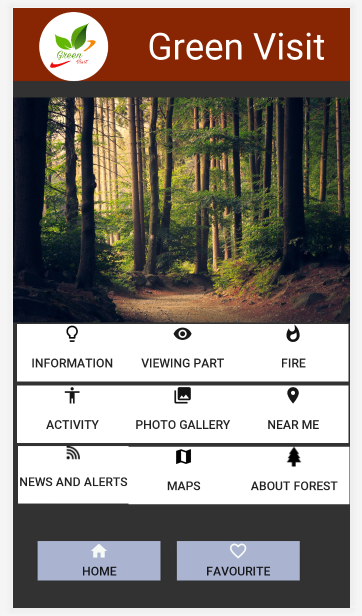 Green
Visit
Green Visit
INFORMATION VIEWING PART FIRE
ACTIVITY PHOTO GALLERY NEAR ME
NEWS AND ALERTS MAPS ABOUT FOREST
HOME FAVOURITE